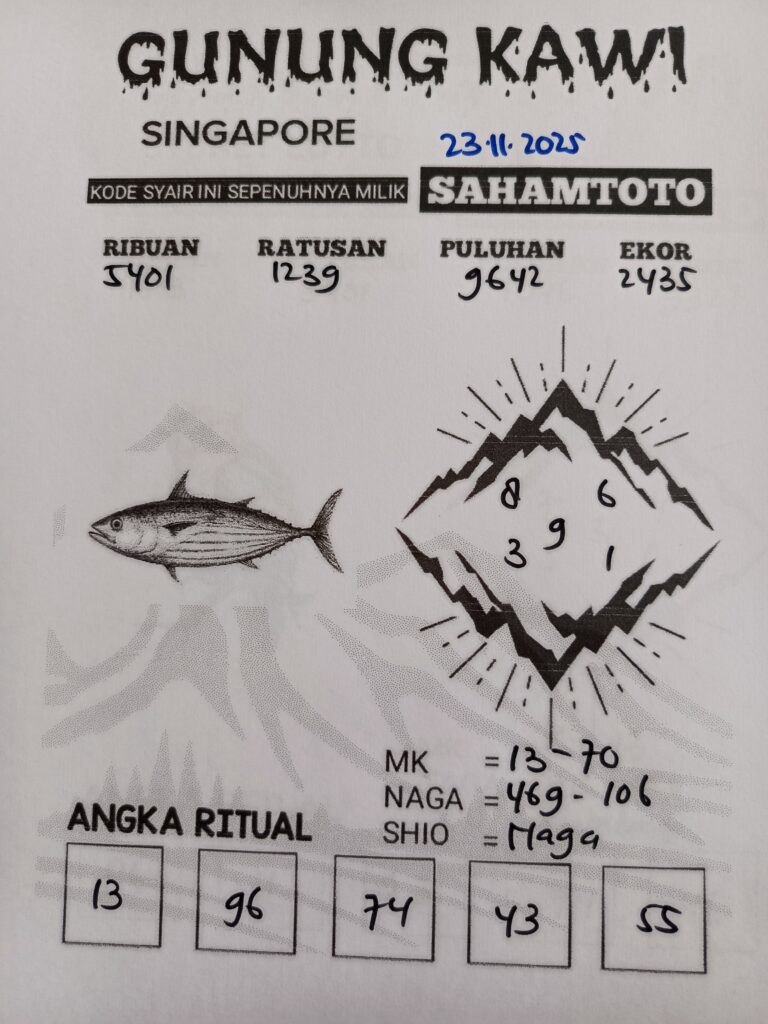 GUNUNG KAWI
SINGAPORE 23.11.2025
KODE SYAIR INI SEPENUHNYA MILIK SAHAMTOTO
RIBUAN RATUSAN PULUHAN EKOR
5401 1239 9642 2435
8 6
9
3 1
MK = 13 - 70
NAGA = 469 - 106
SHIO = Naga
ANGKA RITUAL
13 96 74 43 55